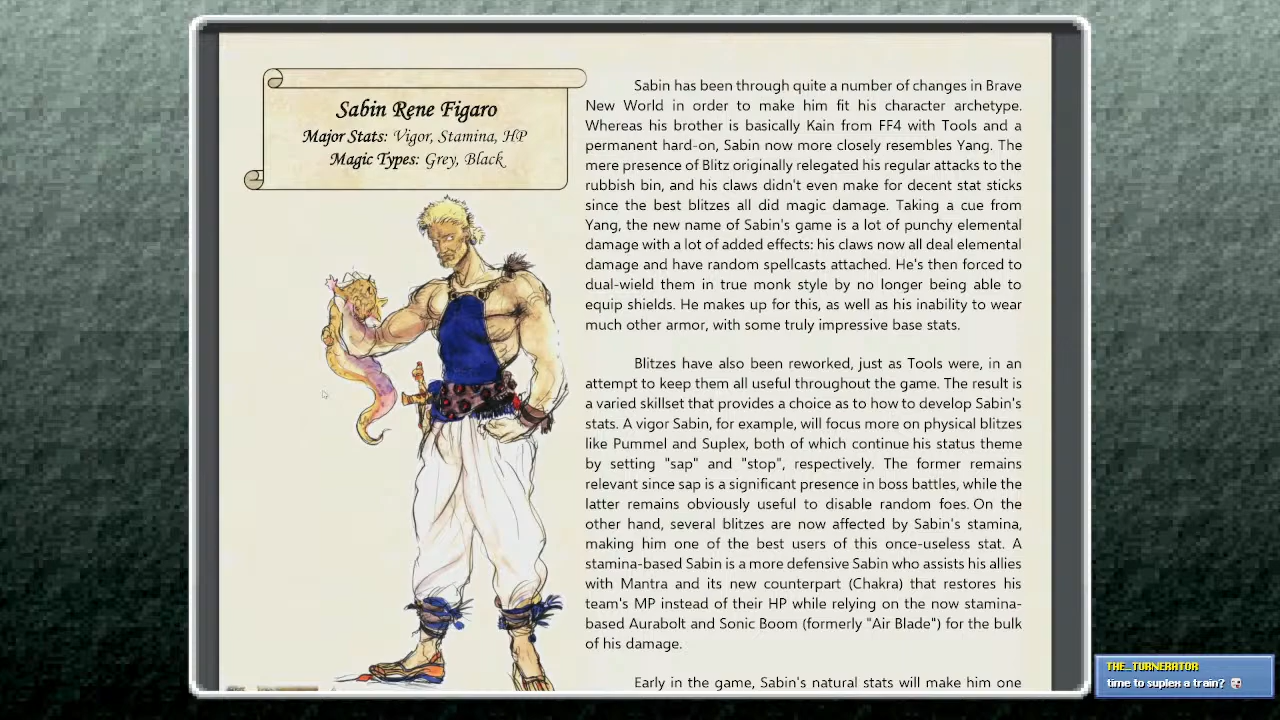 Sabin Rene Figaro
Major Stats: Vigor, Stamina, HP
Magic Types: Grey, Black
Sabin has been through quite a number of changes in Brave
New World in order to make him fit his character archetype.
Whereas his brother is basically Kain from FF4 with Tools and a
permanent hard-on, Sabin now more closely resembles Yang. The
mere presence of Blitz originally relegated his regular attacks to the
rubbish bin, and his claws didn't even make for decent stat sticks
since the best blitzes all did magic damage. Taking a cue from
Yang, the new name of Sabin's game is a lot of punchy elemental
damage with a lot of added effects: his claws now all deal elemental
damage and have random spellcasts attached. He's then forced to
dual-wield them in true monk style by no longer being able to
equip shields. He makes up for this, as well as his inability to wear
much other armor, with some truly impressive base stats.
Blitzes have also been reworked, just as Tools were, in an
attempt to keep them all useful throughout the game. The result is
a varied skillset that provides a choice as to how to develop Sabin's
stats. A vigor Sabin, for example, will focus more on physical blitzes
like Pummel and Suplex, both of which continue his status theme
by setting "sap" and "stop", respectively. The former remains
relevant since sap is a significant presence in boss battles, while the
latter remains obviously useful to disable random foes. On the
other hand, several blitzes are now affected by Sabin's stamina,
making him one of the best users of this once-useless stat. A
stamina-based Sabin is a more defensive Sabin who assists his allies
with Mantra and its new counterpart (Chakra) that restores his
team's MP instead of their HP while relying on the now stamina-
based Aurabolt and Sonic Boom (formerly "Air Blade") for the bulk
of his damage.
Early in the game, Sabin's natural stats will make him one
THE_TURNERATOR
time to suplex a train?